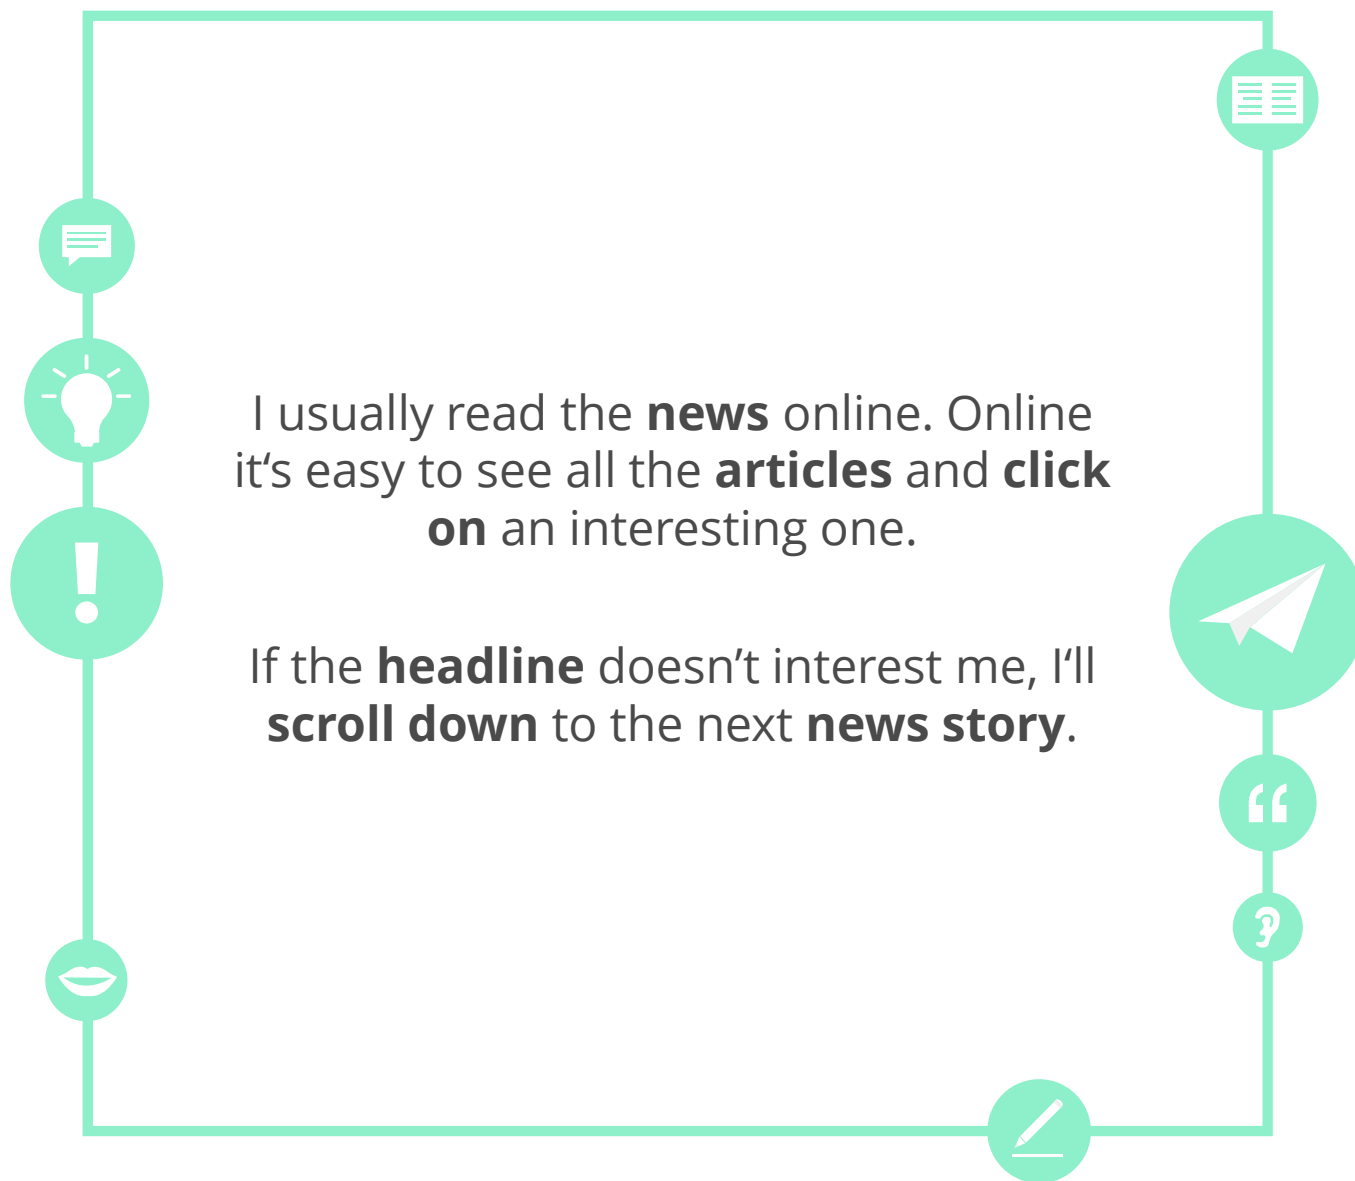 I usually read the news online. Online
it‘s easy to see all the articles and click
on an interesting one.
If the headline doesn’t interest me, I‘ll
scroll down to the next news story.